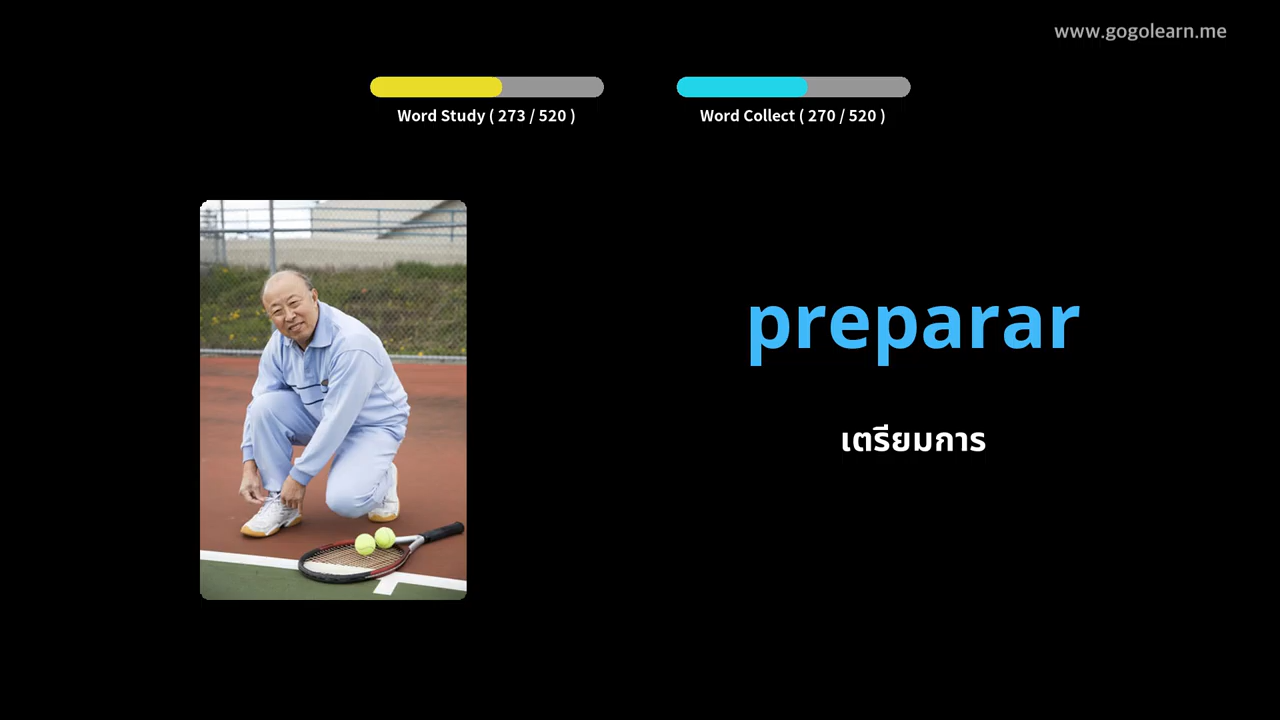 www.gogolearn.me
Word Study ( 273 / 520 )
Word Collect ( 270 / 520 )
preparar
เตรียมการ